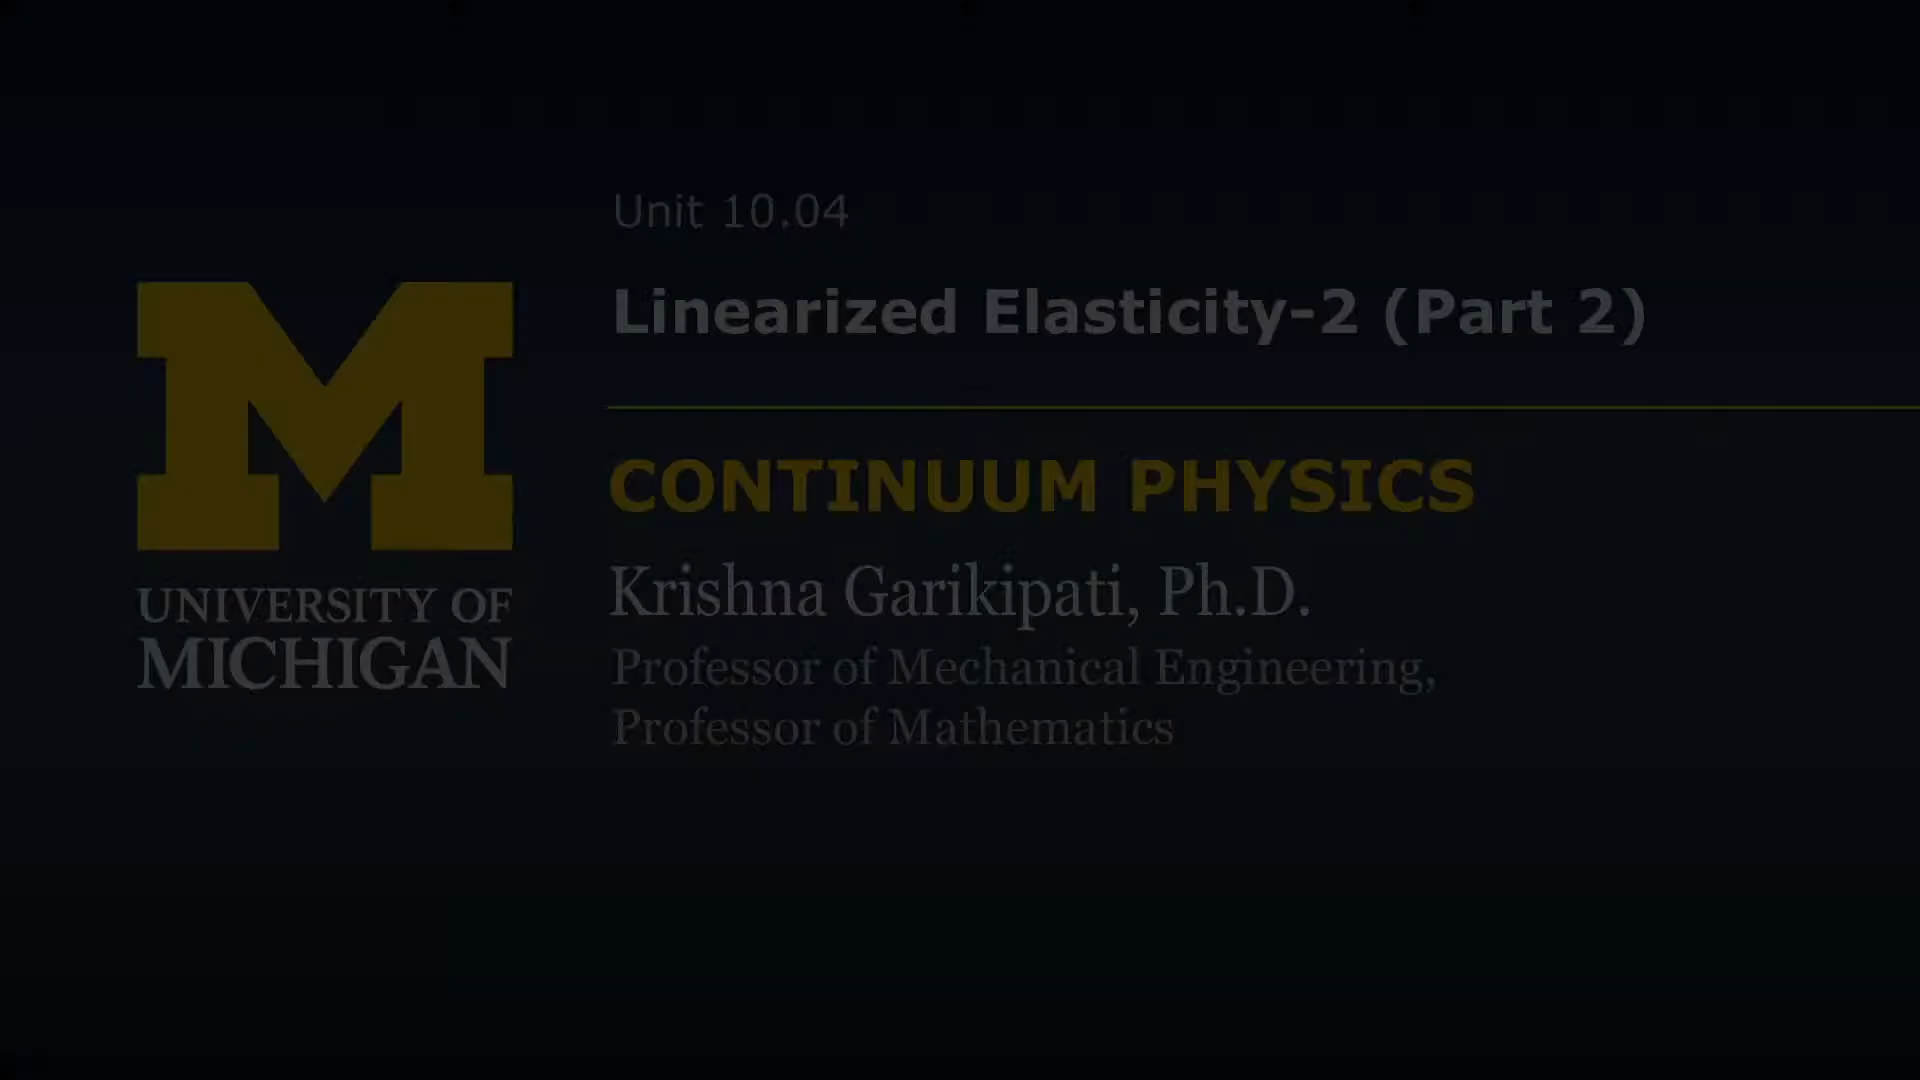 Unit 10.04
Linearized Elasticity-2 (Part 2)
CONTINUUM PHYSICS
Krishna Garikipati, Ph.D.
Professor of Mechanical Engineering,
Professor of Mathematics
M
UNIVERSITY OF
MICHIGAN